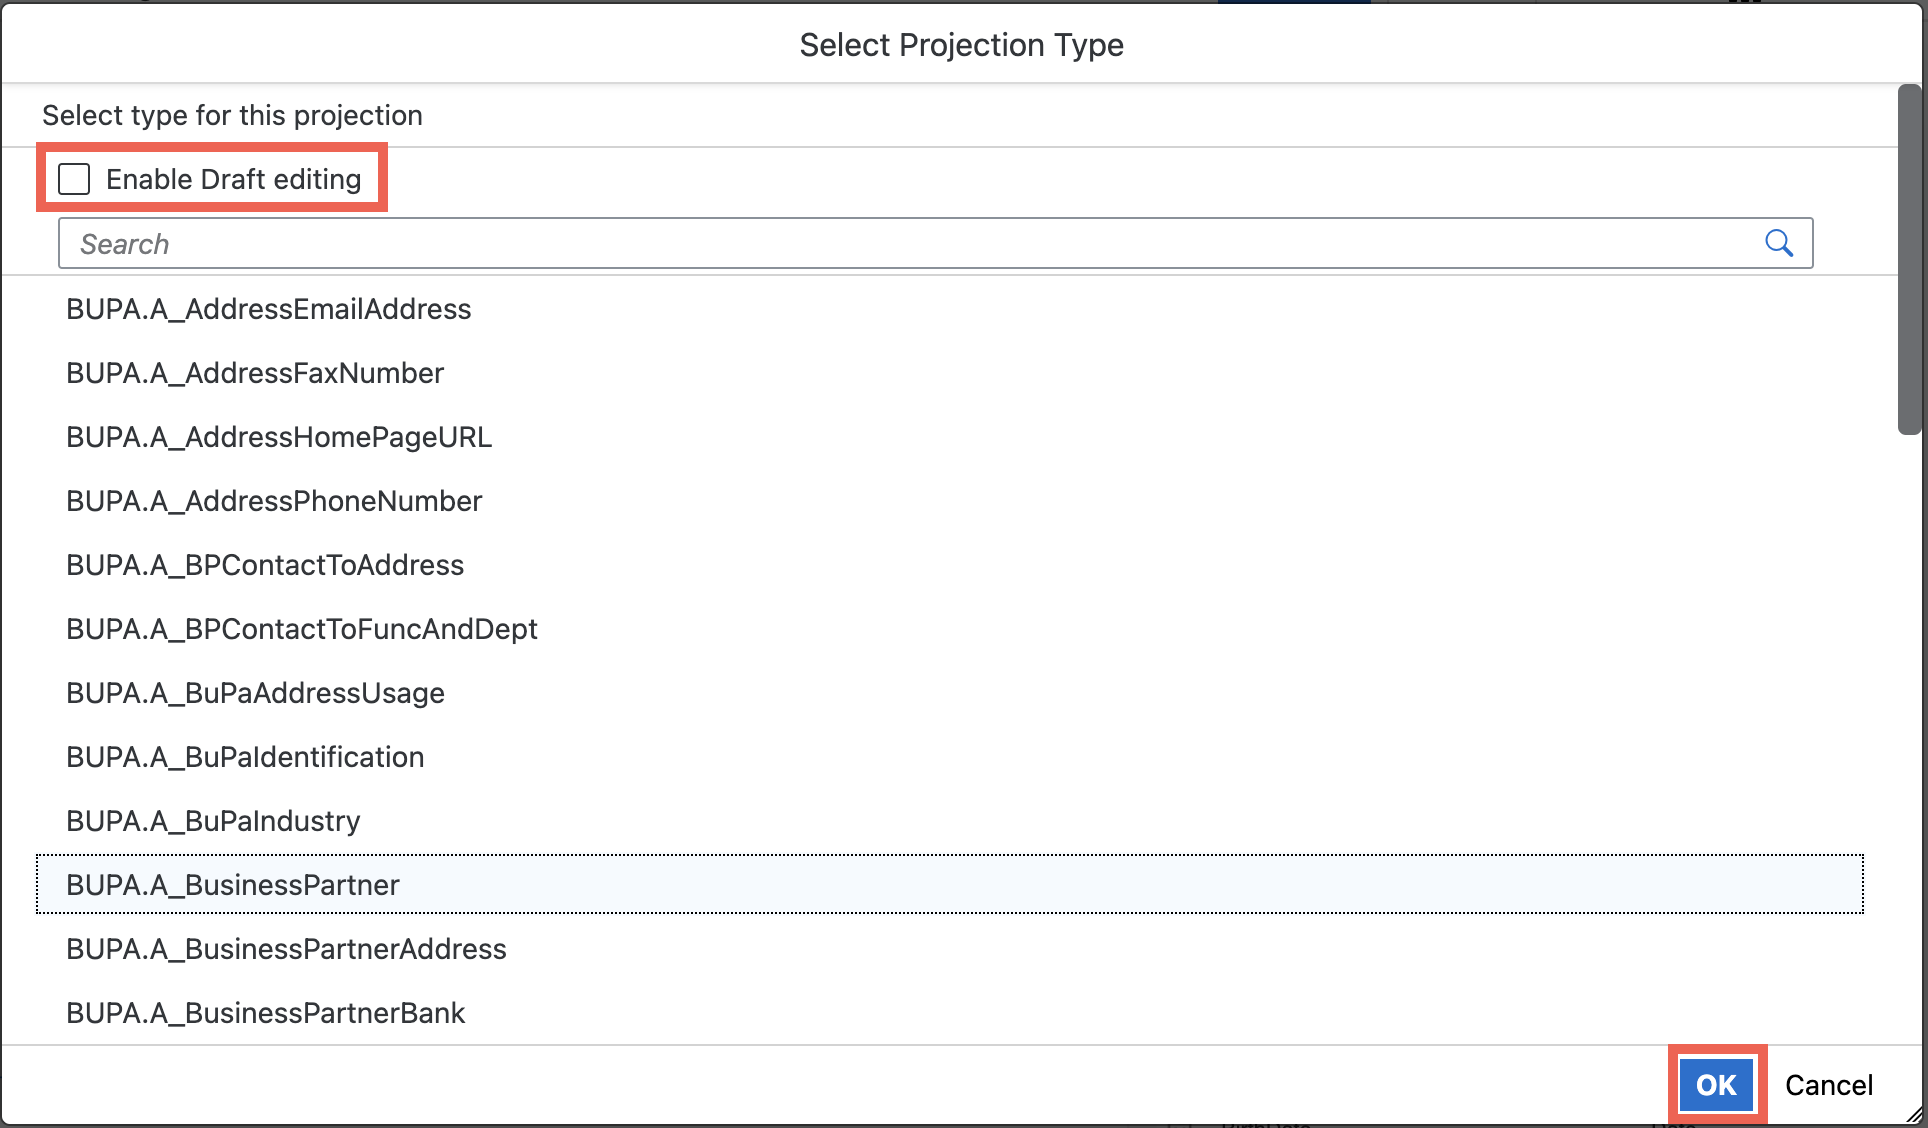 Select Projection Type
Select type for this projection
Enable Draft editing
Search
BUPA.A_AddressEmailAddress
BUPA.A_AddressFaxNumber
BUPA.A_AddressHomePageURL
BUPA.A_AddressPhoneNumber
BUPA.A_BPContactToAddress
BUPA.A_BPContactToFuncAndDept
BUPA.A_BuPaAddressUsage
BUPA.A_BuPaIdentification
BUPA.A_BuPaIndustry
BUPA.A_BusinessPartner
BUPA.A_BusinessPartnerAddress
BUPA.A_BusinessPartnerBank
OK Cancel